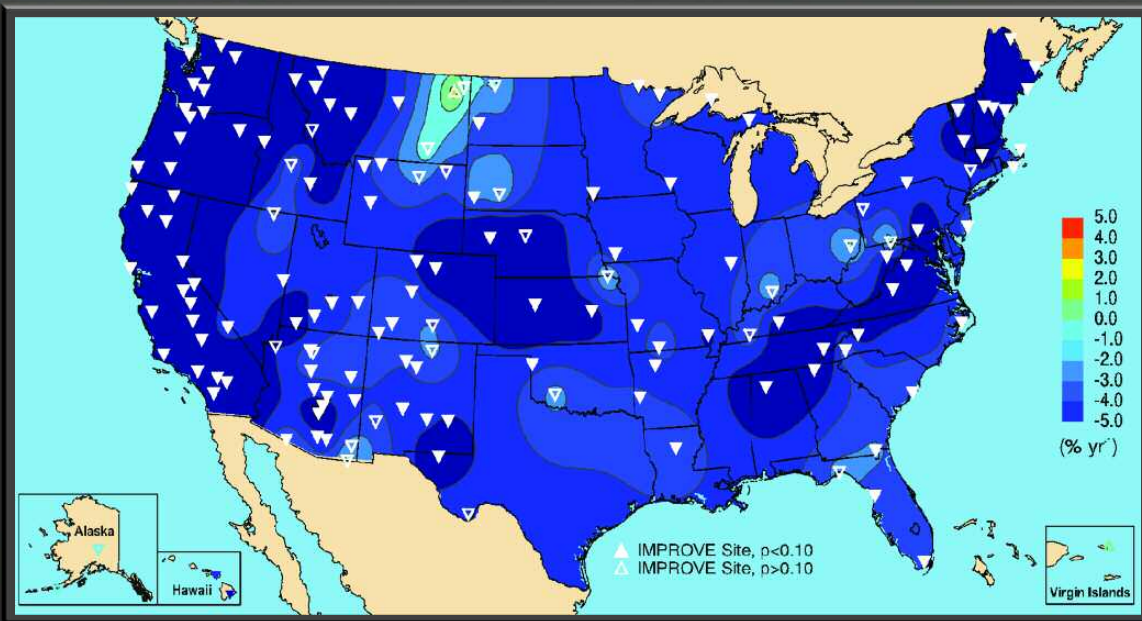 5.0
4.0
3.0
2.0
1.0
0.0
-1.0
-2.0
-3.0
-4.0
-5.0
(% yr⁻)
Alaska
Hawaii
IMPROVE Site, p<0.10
IMPROVE Site, p>0.10
Virgin Islands